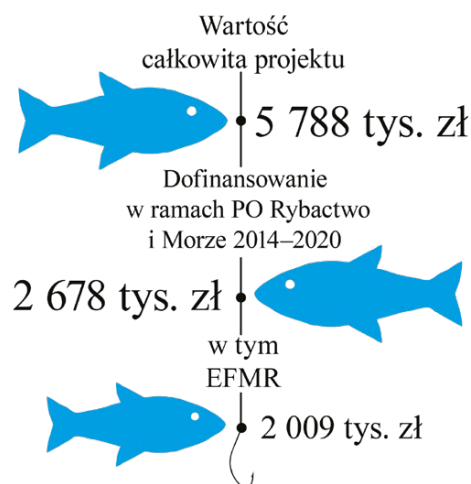 Wartość
całkowita projektu
5 788 tys. zł
Dofinansowanie
w ramach PO Rybactwo
i Morze 2014–2020
2 678 tys. zł
w tym
EFMR
2 009 tys. zł